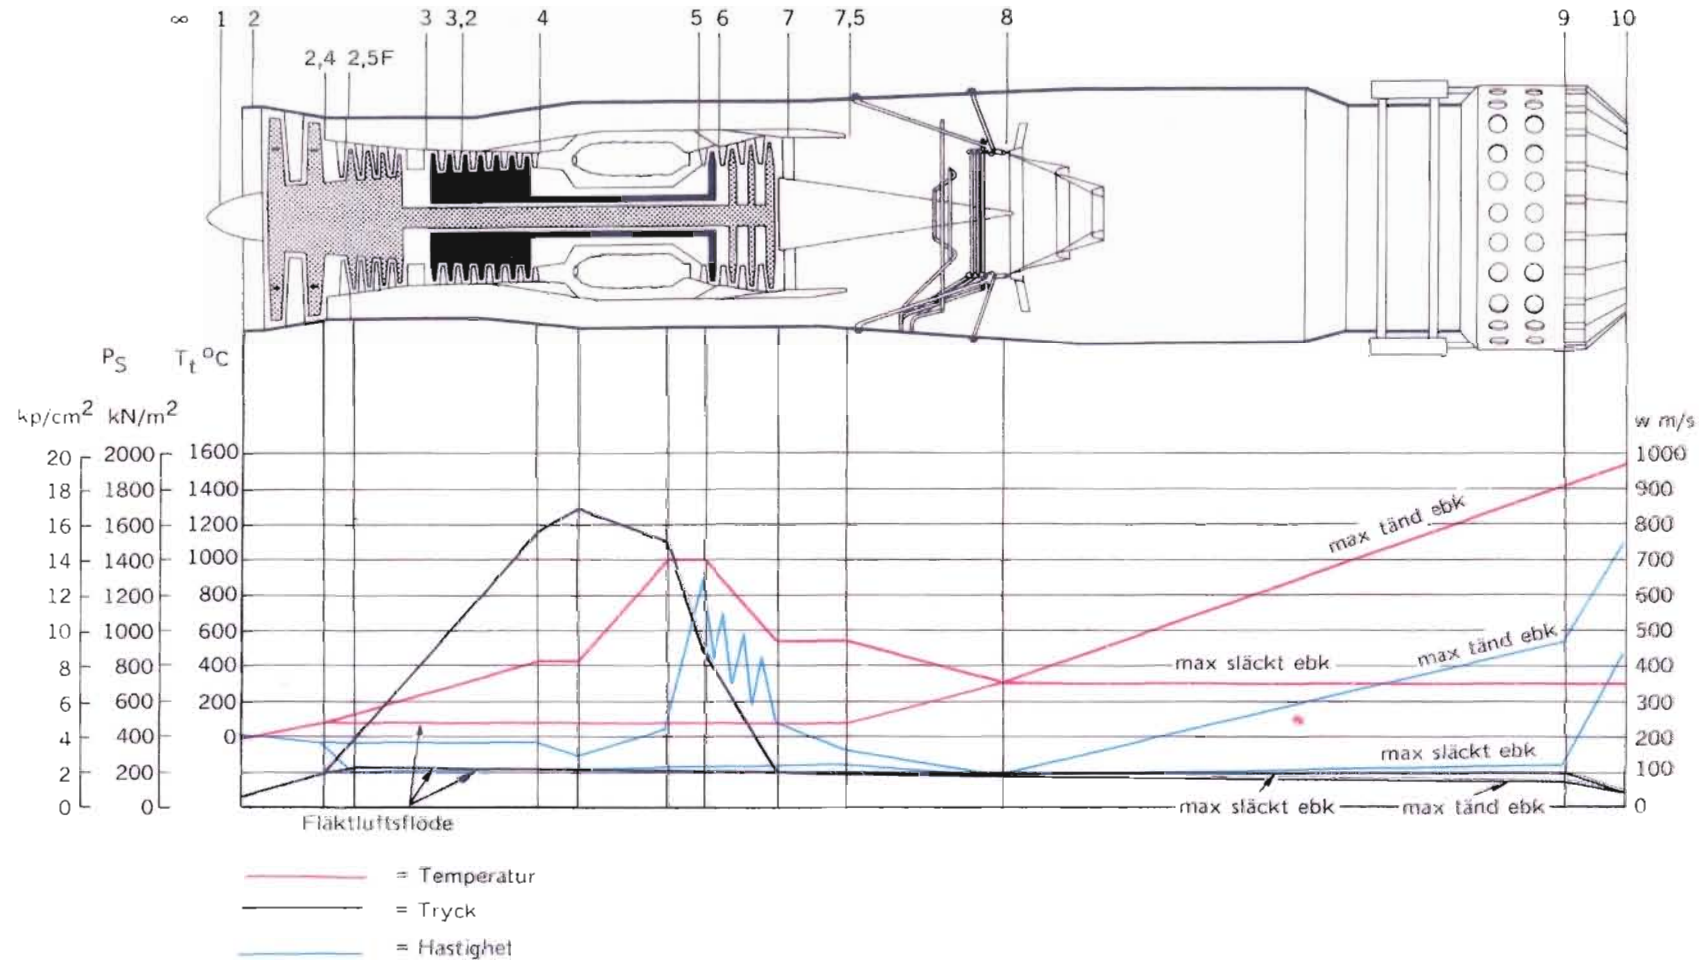 ∞ 1 2 3 3,2 4 5 6 7 7,5 8 9 10
2,4 2,5F
P_S T_t °C
kp/cm² kN/m² w m/s
20 2000 1600 1000
18 1800 1400 900
16 1600 1200 800
14 1400 1000 700
12 1200 800 600
10 1000 600 500
8 800 400 400
6 600 200 300
4 400 0 200
2 200 100
0 0 0
max tänd ebk
max tänd ebk
max släckt ebk
max släckt ebk
max släckt ebk max tänd ebk
Fläktluftsflöde
= Temperatur
= Tryck
= Hastighet